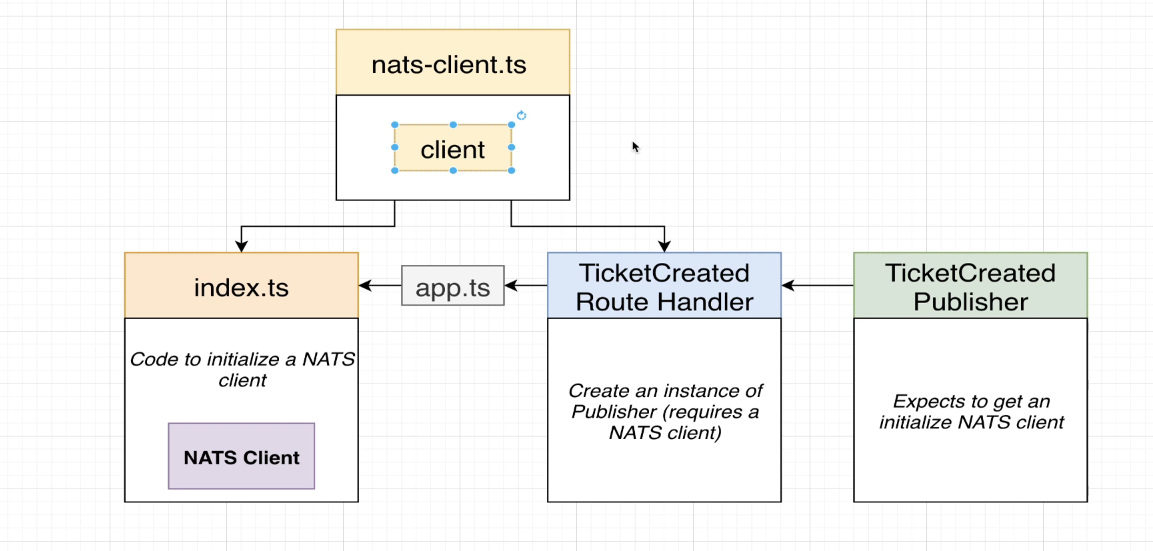 nats-client.ts
client
index.ts
app.ts
TicketCreated
Route Handler
TicketCreated
Publisher
Code to initialize a NATS
client
NATS Client
Create an instance of
Publisher (requires a
NATS client)
Expects to get an
initialize NATS client